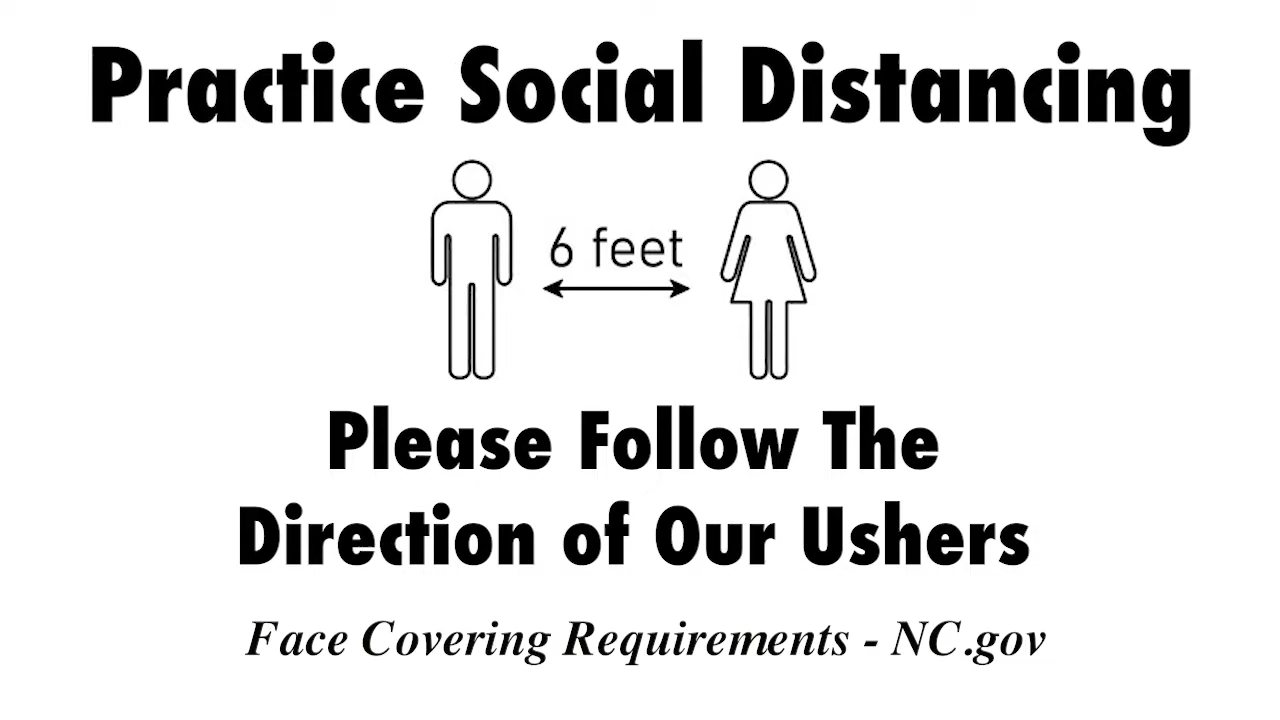 Practice Social Distancing
6 feet
Please Follow The
Direction of Our Ushers
Face Covering Requirements - NC.gov